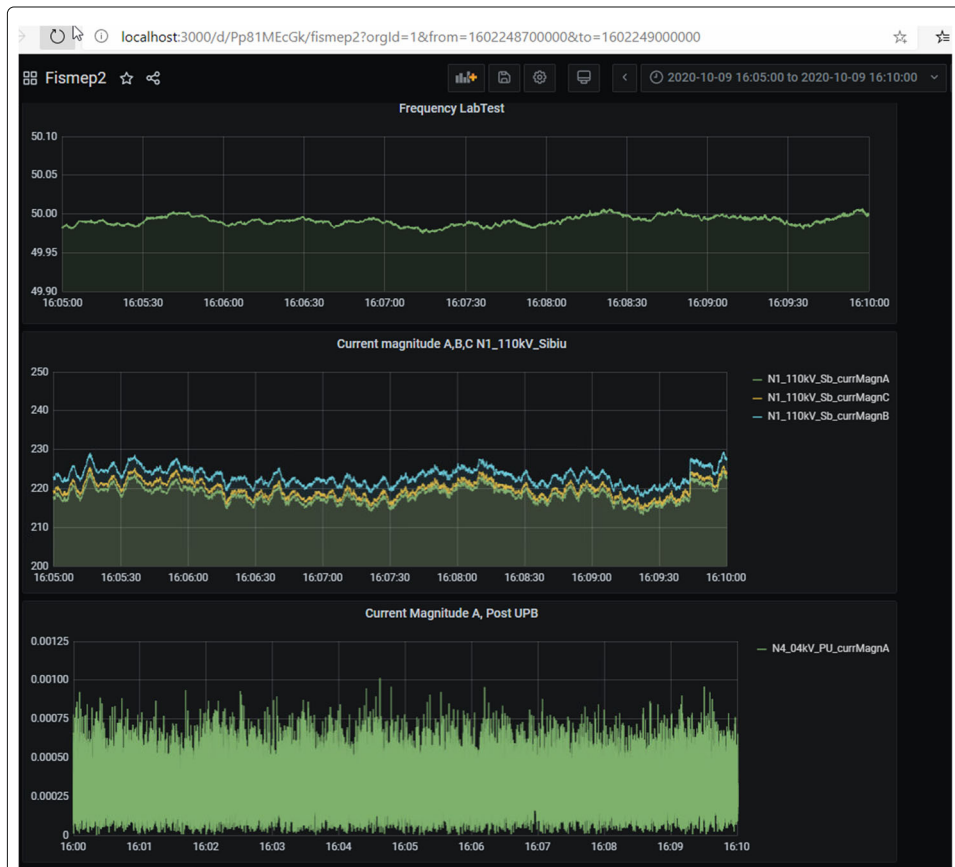 localhost:3000/d/Pp81MEcGk/fismep2?orgId=1&from=1602248700000&to=1602249000000
Fismep2
2020-10-09 16:05:00 to 2020-10-09 16:10:00
Frequency LabTest
50.10
50.05
50.00
49.95
49.90
16:05:00 16:05:30 16:06:00 16:06:30 16:07:00 16:07:30 16:08:00 16:08:30 16:09:00 16:09:30 16:10:00
Current magnitude A,B,C N1_110kV_Sibiu
250
240
230
220
210
200
N1_110kV_Sb_currMagnA
N1_110kV_Sb_currMagnC
N1_110kV_Sb_currMagnB
16:05:00 16:05:30 16:06:00 16:06:30 16:07:00 16:07:30 16:08:00 16:08:30 16:09:00 16:09:30 16:10:00
Current Magnitude A, Post UPB
0.00125
0.00100
0.00075
0.00050
0.00025
0
N4_04kV_PU_currMagnA
16:00 16:01 16:02 16:03 16:04 16:05 16:06 16:07 16:08 16:09 16:10